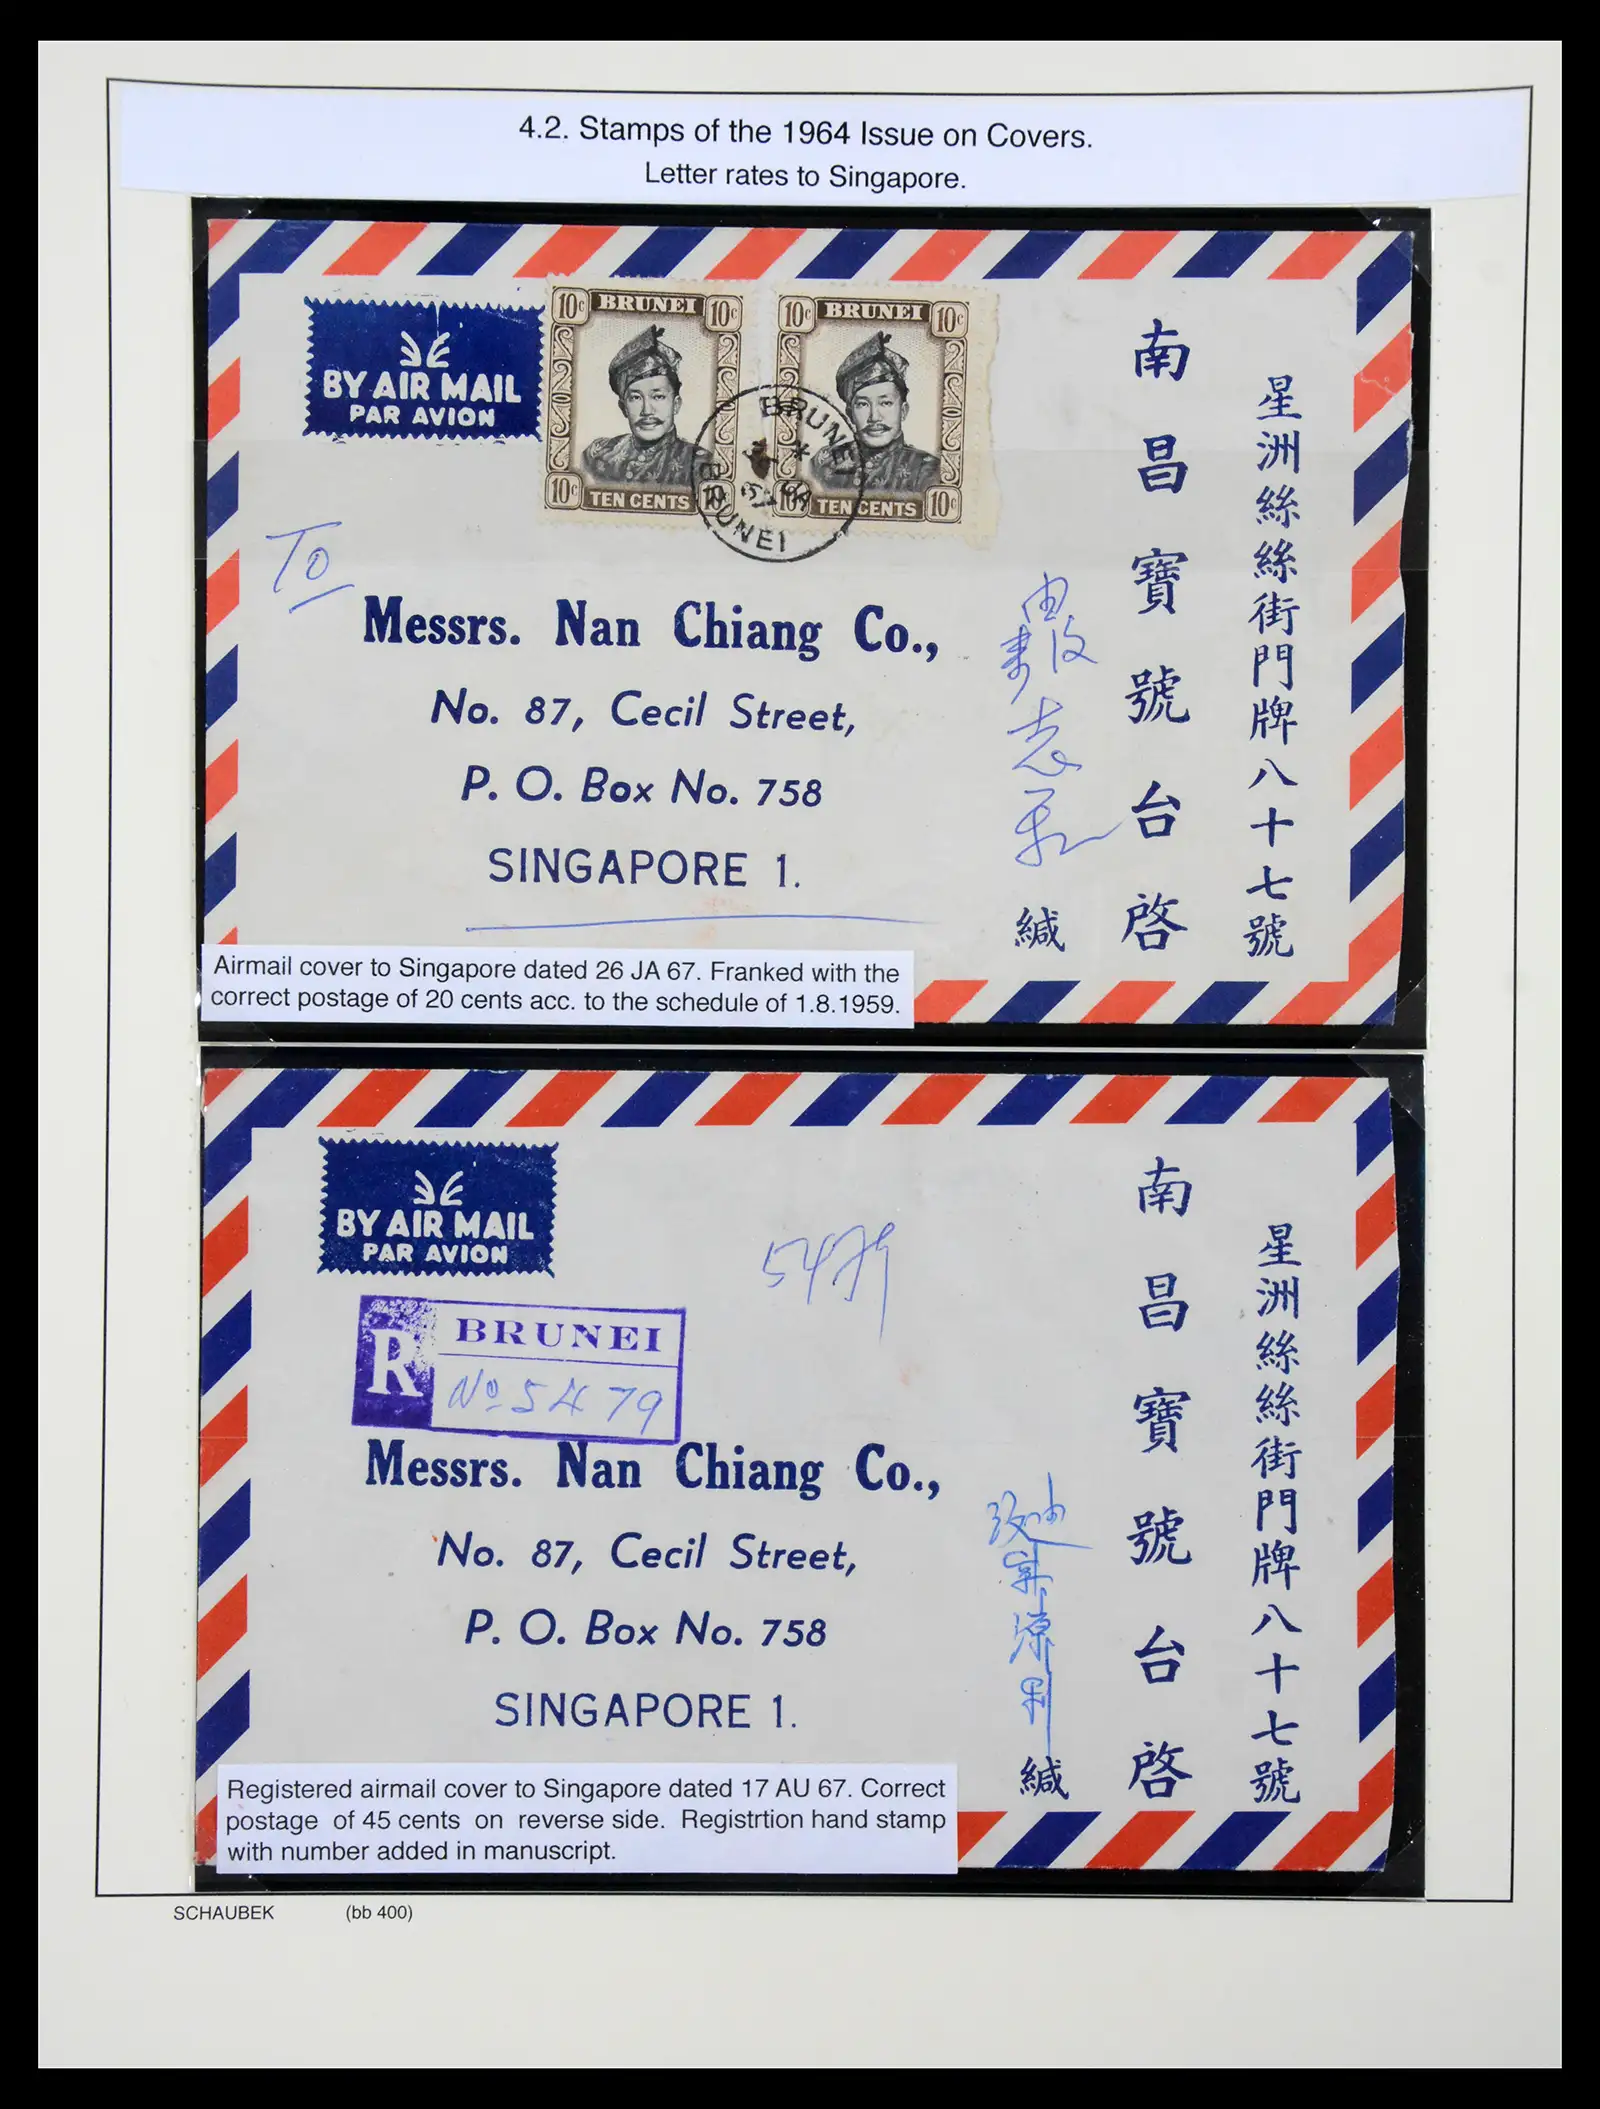 4.2. Stamps of the 1964 Issue on Covers.
Letter rates to Singapore.
BY AIR MAIL
PAR AVION
10c BRUNEI 10c
10c TEN CENTS 10c
10c BRUNEI 10c
10c TEN CENTS 10c
BRUNEI
BRUNEI
TO
Messrs. Nan Chiang Co.,
No. 87, Cecil Street,
P. O. Box No. 758
SINGAPORE 1.
星洲絲絲街門牌八十七號
南昌寶號台啓
緘
Airmail cover to Singapore dated 26 JA 67. Franked with the
correct postage of 20 cents acc. to the schedule of 1.8.1959.
BY AIR MAIL
PAR AVION
R BRUNEI
No 5479
Messrs. Nan Chiang Co.,
No. 87, Cecil Street,
P. O. Box No. 758
SINGAPORE 1.
星洲絲絲街門牌八十七號
南昌寶號台啓
緘
Registered airmail cover to Singapore dated 17 AU 67. Correct
postage of 45 cents on reverse side. Registrtion hand stamp
with number added in manuscript.
SCHAUBEK (bb 400)